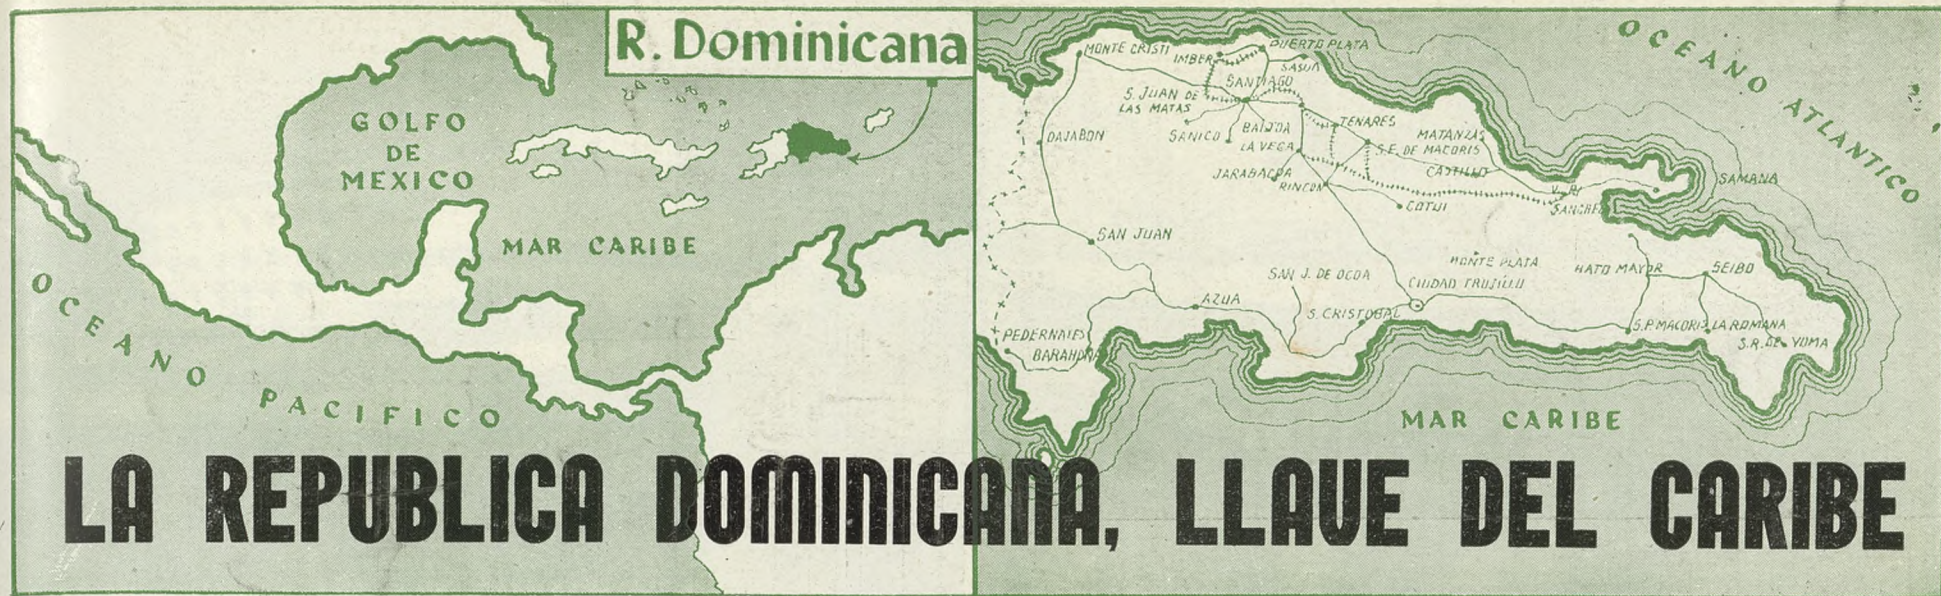 R. Dominicana
GOLFO
DE
MEXICO
MAR CARIBE
OCEANO PACIFICO
OCEANO ATLANTICO
MONTE CRISTI
PUERTO PLATA
IMBER
SANTIAGO
S. JUAN DE
LAS MATAS
SANICO
LA VEGA
TENARES
MATANZAS
S.F. DE MACORIS
CASTILLO
DAJABON
JARABACOA
RINCON
COTUI
V. R.
SANCHEZ
SAMANA
SAN JUAN
SAN J. DE OCOA
MONTE PLATA
CIUDAD TRUJILLO
HATO MAYOR
SEIBO
AZUA
S. CRISTOBAL
S.P. MACORIS
LA ROMANA
S.R. DE YUMA
PEDERNALES
BARAHONA
MAR CARIBE
LA REPUBLICA DOMINICANA, LLAVE DEL CARIBE